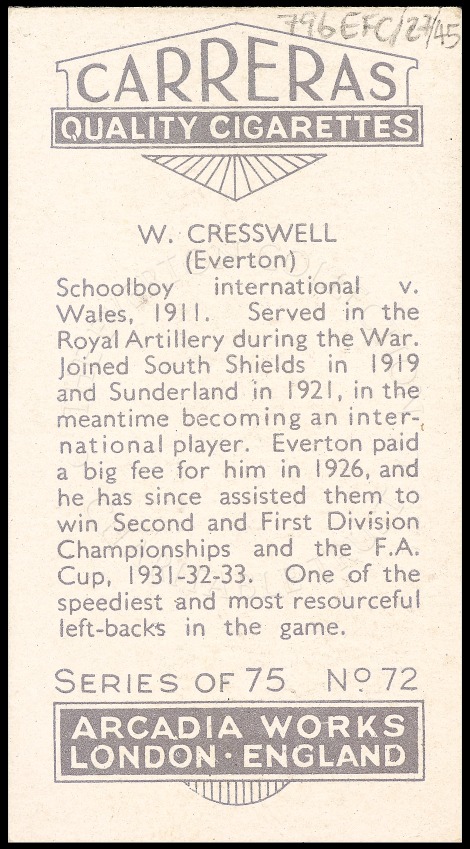 796 EFC/27/45
CARRERAS
QUALITY CIGARETTES
W. CRESSWELL
(Everton)
Schoolboy international v.
Wales, 1911. Served in the
Royal Artillery during the War.
Joined South Shields in 1919
and Sunderland in 1921, in the
meantime becoming an inter-
national player. Everton paid
a big fee for him in 1926, and
he has since assisted them to
win Second and First Division
Championships and the F.A.
Cup, 1931-32-33. One of the
speediest and most resourceful
left-backs in the game.
SERIES OF 75 No 72
ARCADIA WORKS
LONDON · ENGLAND